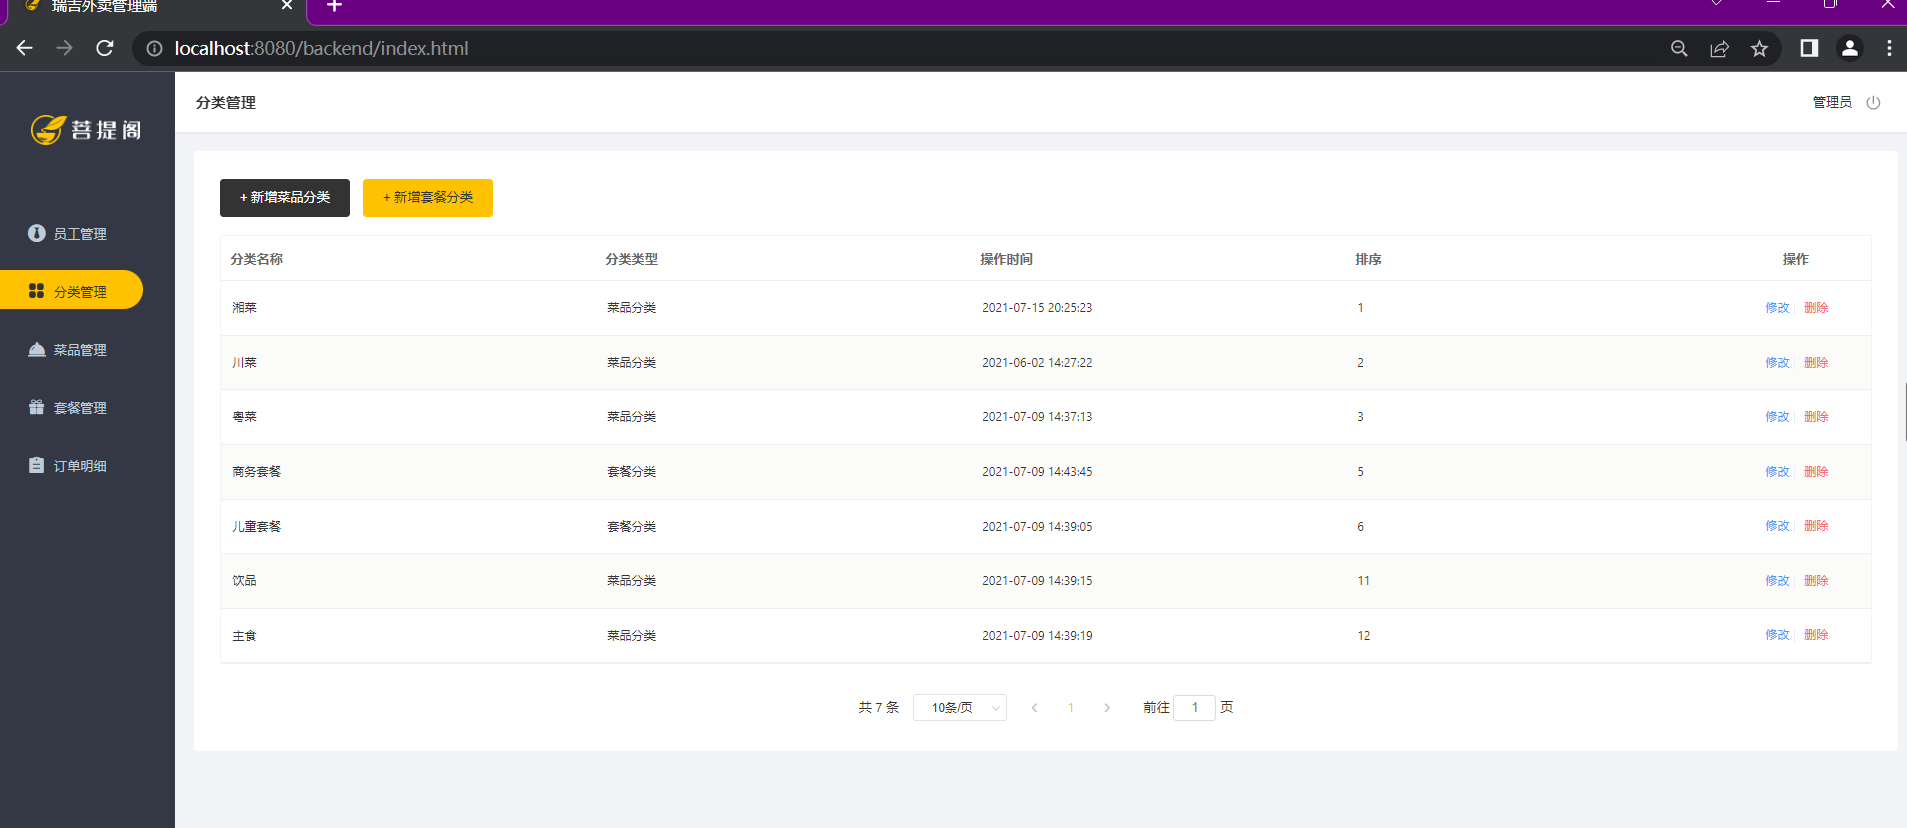 瑞吉外卖管理端
localhost:8080/backend/index.html
分类管理
管理员
菩提阁
+ 新增菜品分类 + 新增套餐分类
员工管理
分类管理
菜品管理
套餐管理
订单明细
分类名称 分类类型 操作时间 排序 操作
湘菜 菜品分类 2021-07-15 20:25:23 1 修改 删除
川菜 菜品分类 2021-06-02 14:27:22 2 修改 删除
粤菜 菜品分类 2021-07-09 14:37:13 3 修改 删除
商务套餐 套餐分类 2021-07-09 14:43:45 5 修改 删除
儿童套餐 套餐分类 2021-07-09 14:39:05 6 修改 删除
饮品 菜品分类 2021-07-09 14:39:15 11 修改 删除
主食 菜品分类 2021-07-09 14:39:19 12 修改 删除
共 7 条 10条/页 1 前往 1 页